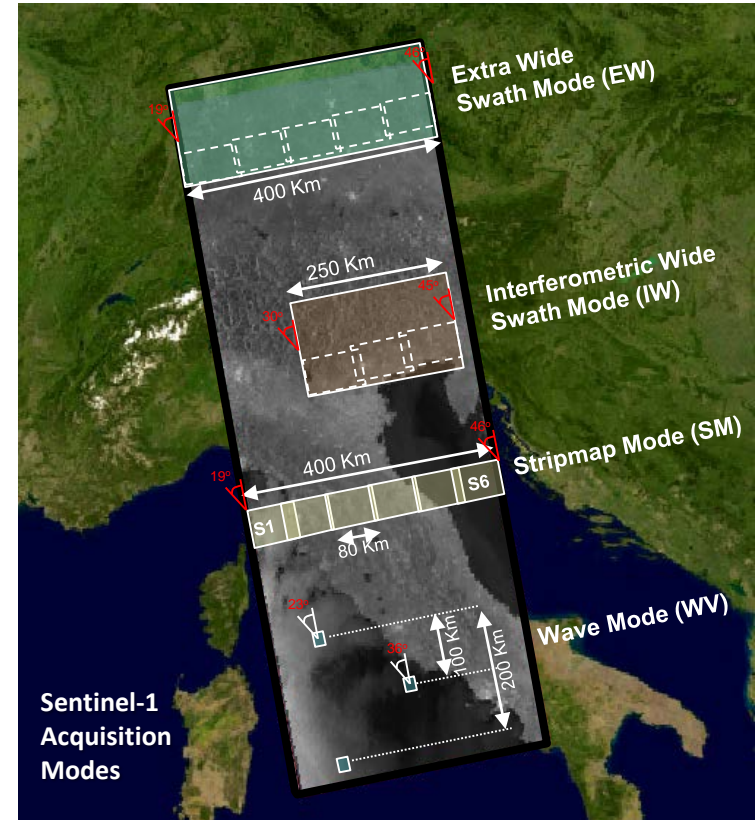 Extra Wide
Swath Mode (EW)
19º
400 Km
250 Km
Interferometric Wide
Swath Mode (IW)
30º
45º
46º
400 Km
Stripmap Mode (SM)
19º
S1
S6
80 Km
23º
36º
100 Km
200 Km
Wave Mode (WV)
Sentinel-1
Acquisition
Modes